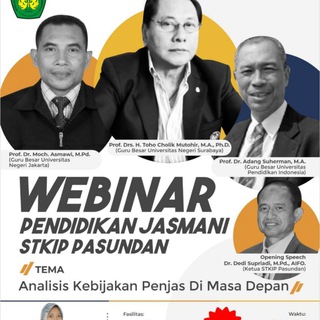 Prof. Dr. Moch. Asmawi, M.Pd.
(Guru Besar Universitas
Negeri Jakarta)
Prof. Drs. H. Toho Cholik Mutohir, M.A., Ph.D.
(Guru Besar Universitas Negeri Surabaya)
Prof. Dr. Adang Suherman, M.A.
(Guru Besar Universitas
Pendidikan Indonesia)
WEBINAR
PENDIDIKAN JASMANI
STKIP PASUNDAN
Opening Speech
Dr. Dedi Supriadi, M.Pd., AIFO.
(Ketua STKIP Pasundan)
// TEMA
Analisis Kebijakan Penjas Di Masa Depan //
Fasilitas:
Waktu: